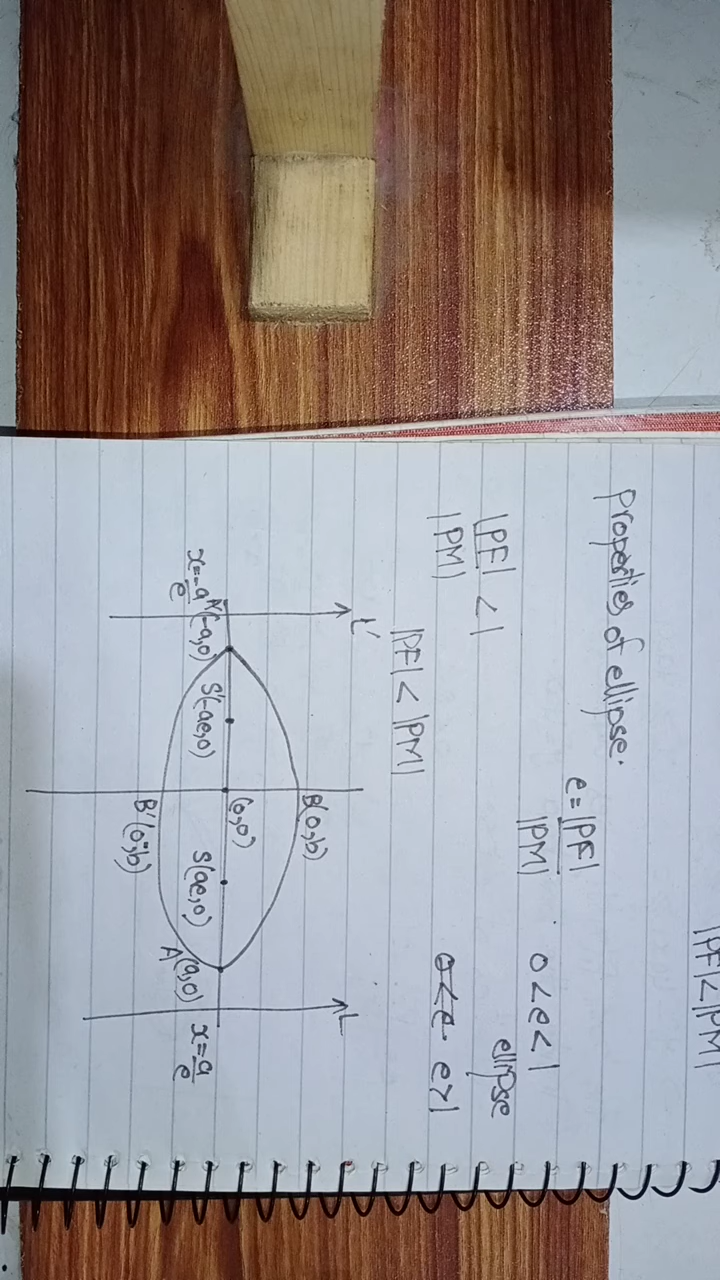 |PF|<|PM|
Properties of ellipse.
e = |PF|
|PM|
0<e<1
|PF| < 1
|PM|
ellipse
0<e e>1
|PF| < |PM|
L'
L
B(0,b)
(0,0)
A'(-a,0)
S'(-ae,0)
S(ae,0)
A(a,0)
x=-a
e
x=a
e
B'(0,-b)